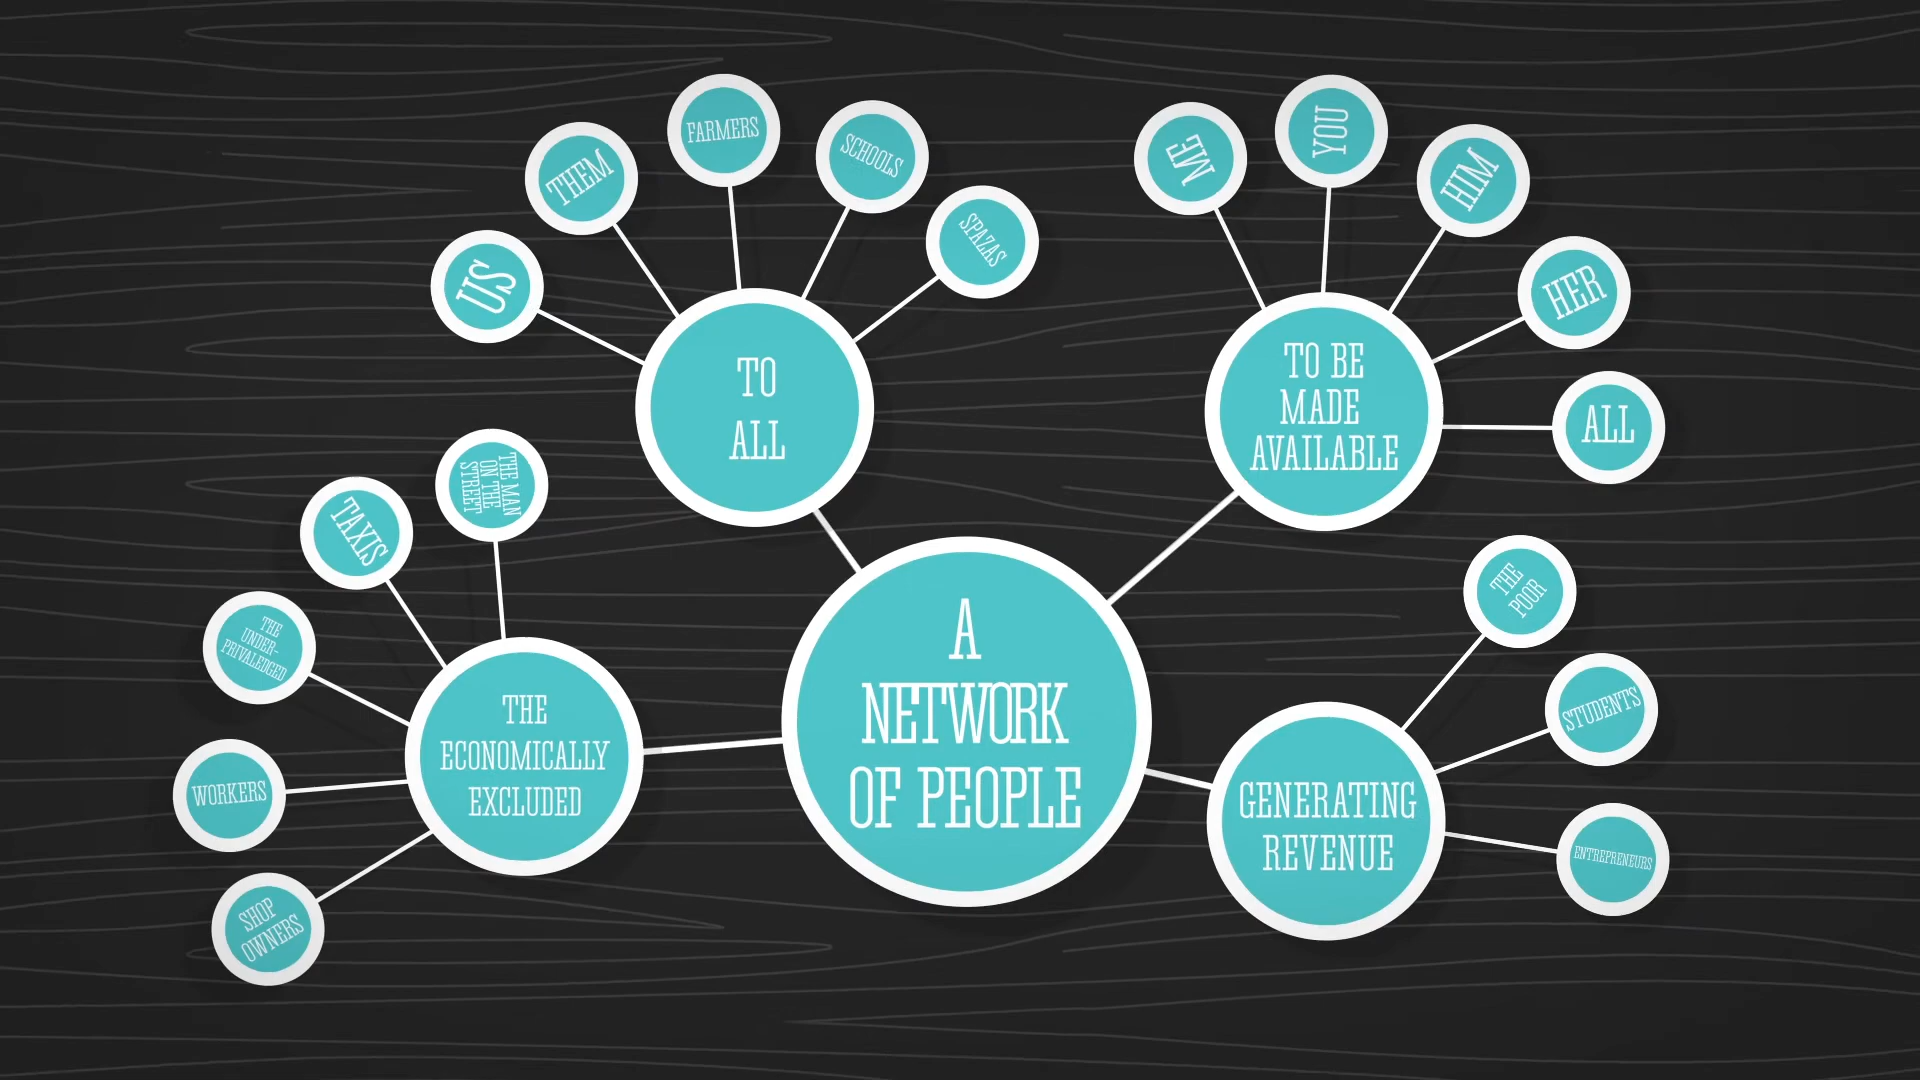 US
THEM
FARMERS
SCHOOLS
SPAZAS
TO
ALL
ME
YOU
HIM
HER
ALL
TO BE
MADE
AVAILABLE
THE MAN
ON THE
STREET
TAXIS
THE
UNDER-
PRIVALEDGED
WORKERS
SHOP
OWNERS
THE
ECONOMICALLY
EXCLUDED
A
NETWORK
OF PEOPLE
THE
POOR
STUDENTS
ENTREPRENEURS
GENERATING
REVENUE